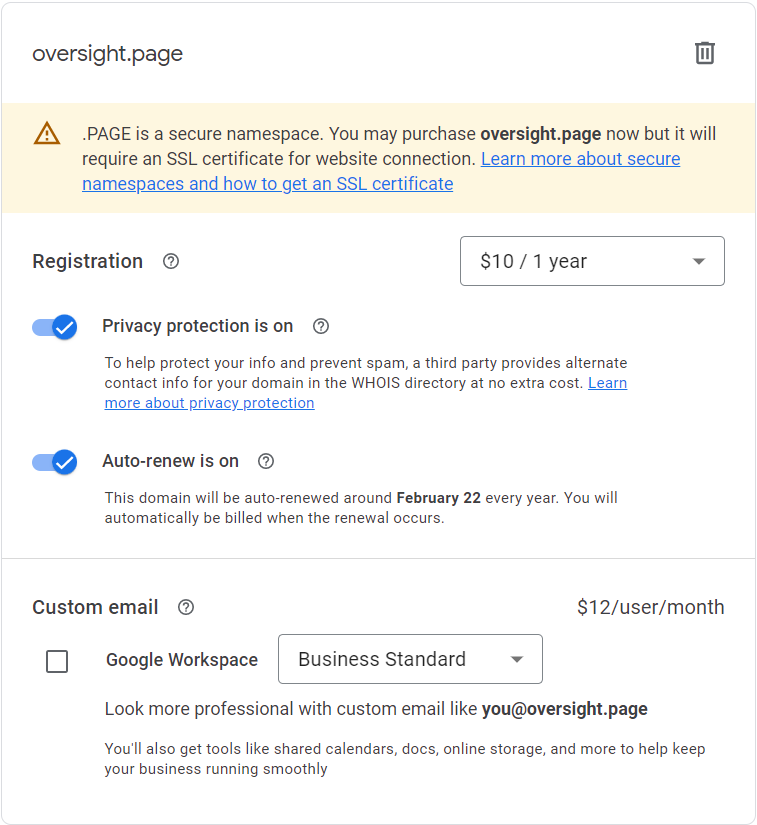 oversight.page
.PAGE is a secure namespace. You may purchase oversight.page now but it will
require an SSL certificate for website connection. Learn more about secure
namespaces and how to get an SSL certificate
Registration
$10 / 1 year
Privacy protection is on
To help protect your info and prevent spam, a third party provides alternate
contact info for your domain in the WHOIS directory at no extra cost. Learn
more about privacy protection
Auto-renew is on
This domain will be auto-renewed around February 22 every year. You will
automatically be billed when the renewal occurs.
Custom email
$12/user/month
Google Workspace
Business Standard
Look more professional with custom email like you@oversight.page
You'll also get tools like shared calendars, docs, online storage, and more to help keep
your business running smoothly